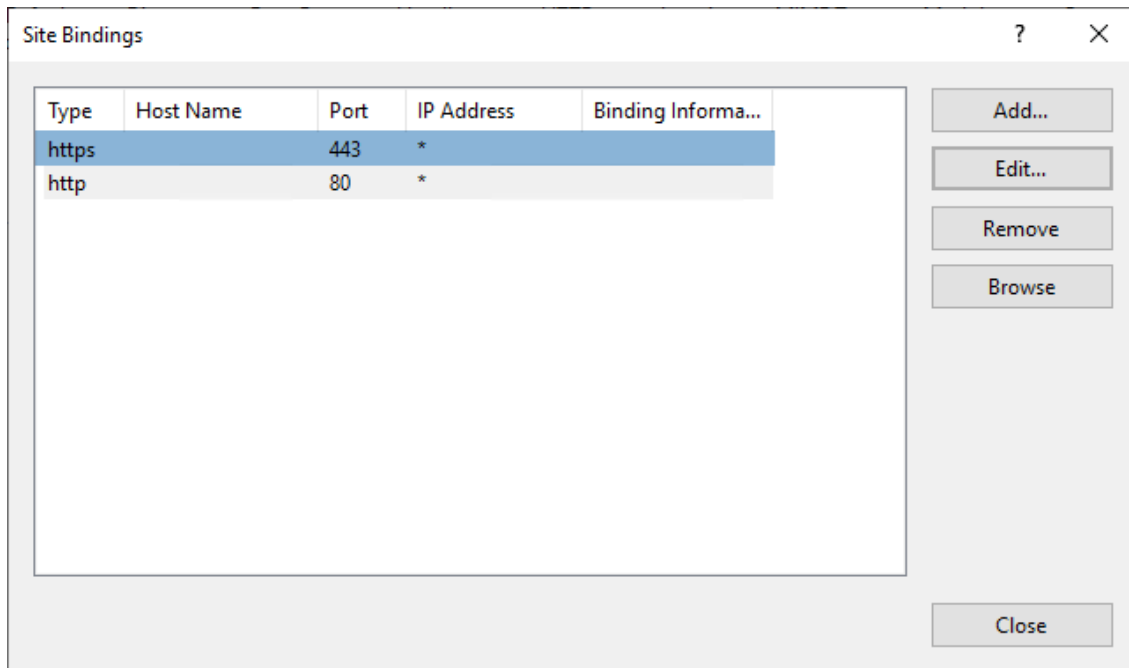 Site Bindings ?
Type Host Name Port IP Address Binding Informa...
https 443 *
http 80 *
Add...
Edit...
Remove
Browse
Close